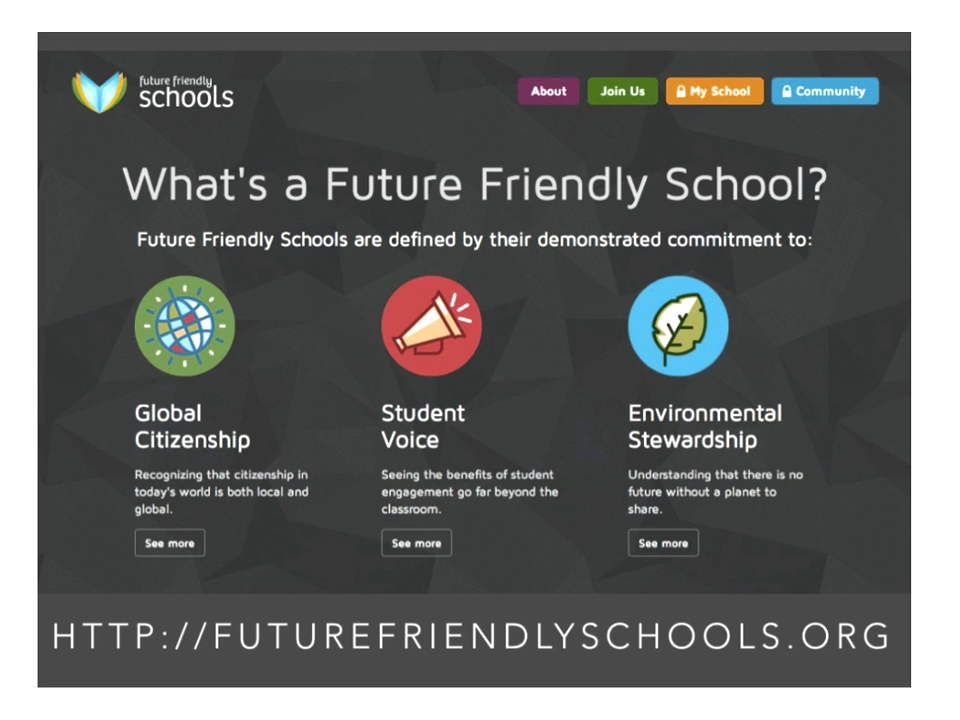 future friendly
schools
About
Join Us
My School
Community
What's a Future Friendly School?
Future Friendly Schools are defined by their demonstrated commitment to:
Global
Citizenship
Recognizing that citizenship in
today's world is both local and
global.
See more
Student
Voice
Seeing the benefits of student
engagement go far beyond the
classroom.
See more
Environmental
Stewardship
Understanding that there is no
future without a planet to
share.
See more
HTTP://FUTUREFRIENDLYSCHOOLS.ORG